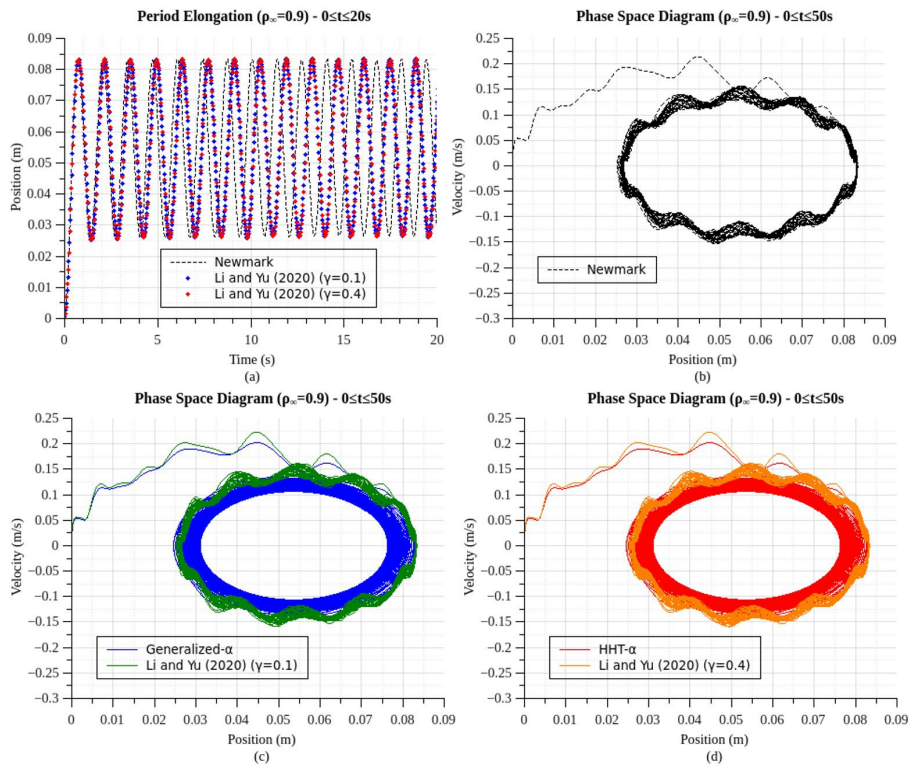 Period Elongation (ρ∞=0.9) - 0≤t≤20s
0.09
0.08
0.07
0.06
0.05
0.04
0.03
0.02
0.01
0
Position (m)
Newmark
Li and Yu (2020) (γ=0.1)
Li and Yu (2020) (γ=0.4)
0 5 10 15 20
Time (s)
(a)
Phase Space Diagram (ρ∞=0.9) - 0≤t≤50s
0.25
0.2
0.15
0.1
0.05
0
−0.05
−0.1
−0.15
−0.2
−0.25
−0.3
Velocity (m/s)
Newmark
0 0.01 0.02 0.03 0.04 0.05 0.06 0.07 0.08 0.09
Position (m)
(b)
Phase Space Diagram (ρ∞=0.9) - 0≤t≤50s
0.25
0.2
0.15
0.1
0.05
0
−0.05
−0.1
−0.15
−0.2
−0.25
−0.3
Velocity (m/s)
Generalized-α
Li and Yu (2020) (γ=0.1)
0 0.01 0.02 0.03 0.04 0.05 0.06 0.07 0.08 0.09
Position (m)
(c)
Phase Space Diagram (ρ∞=0.9) - 0≤t≤50s
0.25
0.2
0.15
0.1
0.05
0
−0.05
−0.1
−0.15
−0.2
−0.25
−0.3
Velocity (m/s)
HHT-α
Li and Yu (2020) (γ=0.4)
0 0.01 0.02 0.03 0.04 0.05 0.06 0.07 0.08 0.09
Position (m)
(d)